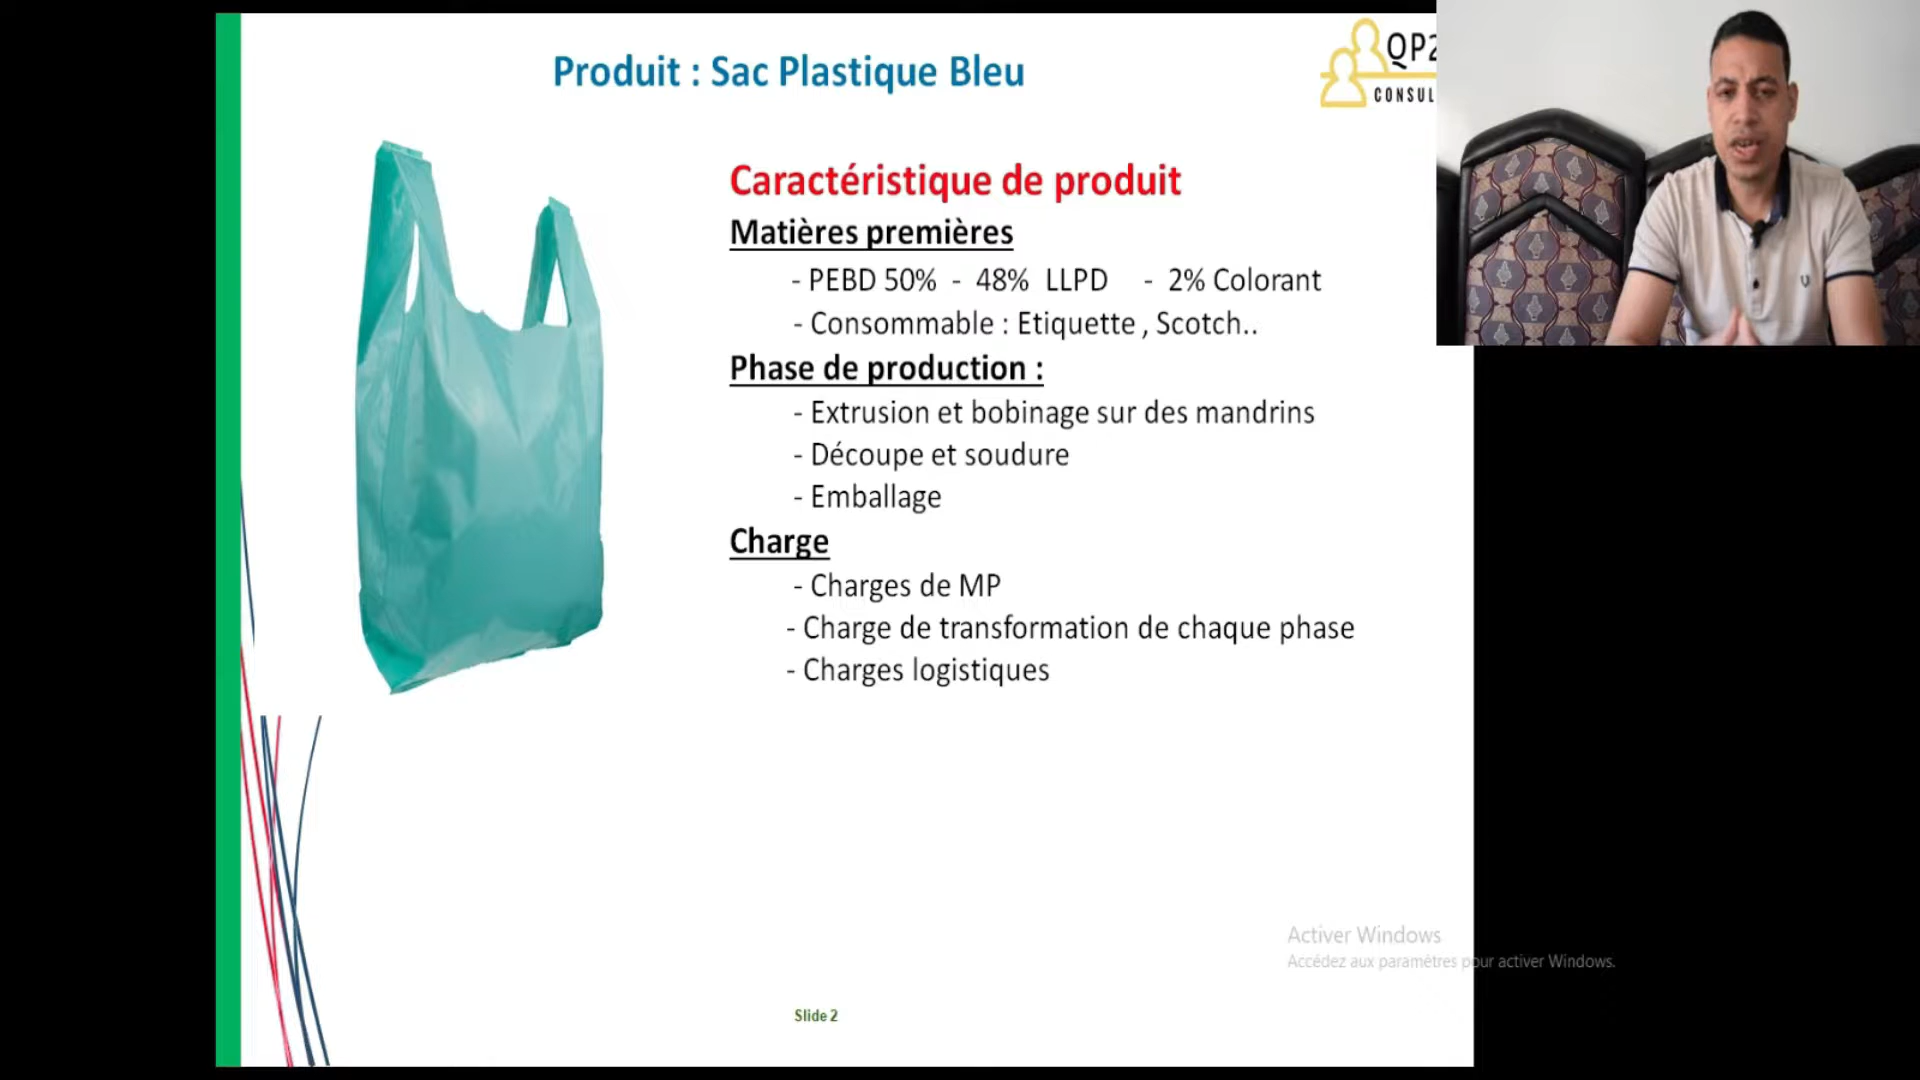 Produit : Sac Plastique Bleu
QP2
CONSUL
Caractéristique de produit
Matières premières
- PEBD 50% - 48% LLPD - 2% Colorant
- Consommable : Etiquette , Scotch..
Phase de production :
- Extrusion et bobinage sur des mandrins
- Découpe et soudure
- Emballage
Charge
- Charges de MP
- Charge de transformation de chaque phase
- Charges logistiques
Activer Windows
Accédez aux paramètres pour activer Windows.
Slide 2